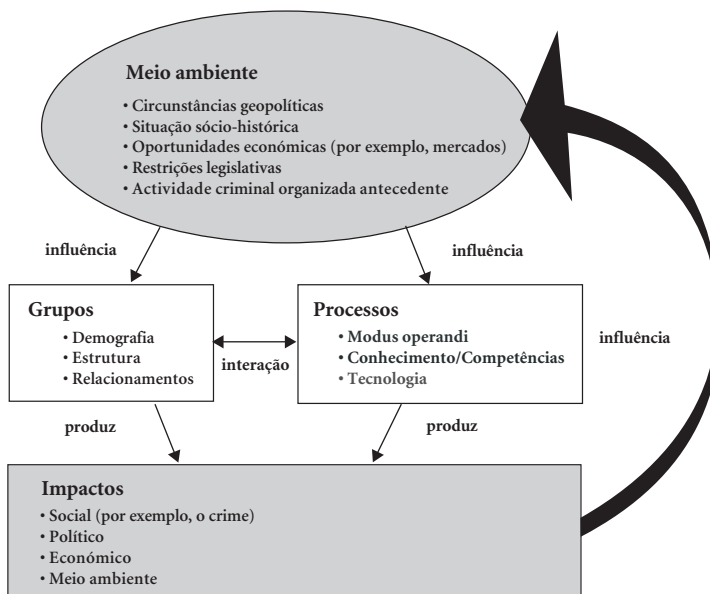 Meio ambiente
• Circunstâncias geopolíticas
• Situação sócio-histórica
• Oportunidades económicas (por exemplo, mercados)
• Restrições legislativas
• Actividade criminal organizada antecedente
influência
influência
Grupos
• Demografia
• Estrutura
• Relacionamentos
interação
Processos
• Modus operandi
• Conhecimento/Competências
• Tecnologia
influência
produz
produz
Impactos
• Social (por exemplo, o crime)
• Político
• Económico
• Meio ambiente